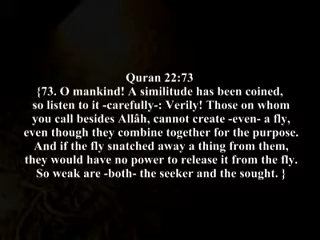 Quran 22:73
{73. O mankind! A similitude has been coined,
so listen to it -carefully-: Verily! Those on whom
you call besides Allâh, cannot create -even- a fly,
even though they combine together for the purpose.
And if the fly snatched away a thing from them,
they would have no power to release it from the fly.
So weak are -both- the seeker and the sought. }